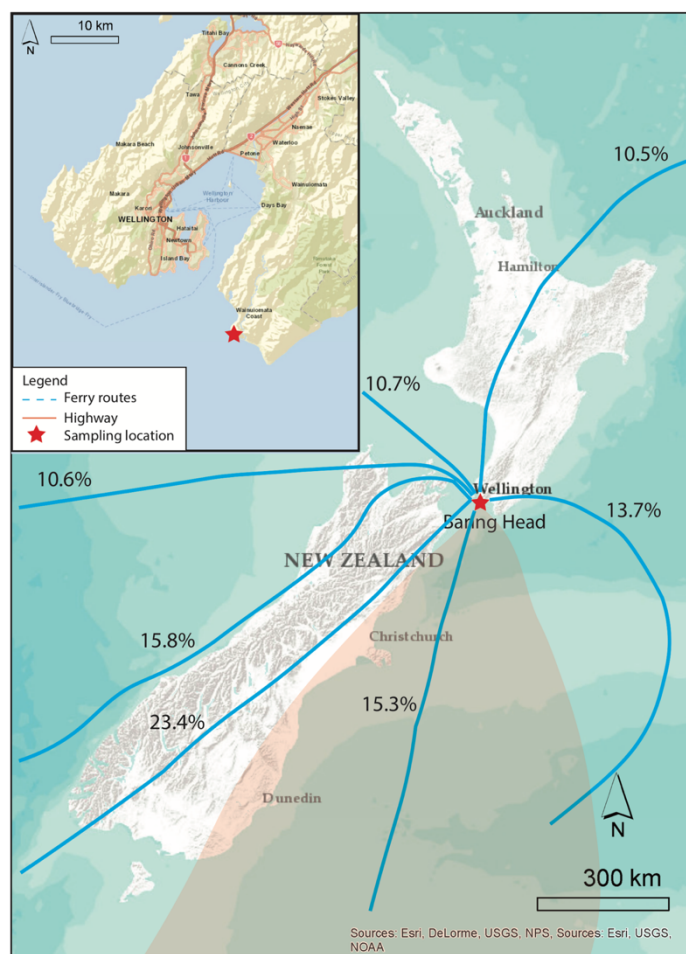 N
10 km
Titahi Bay
Cannons Creek
Tawa
Stokes Valley
Naenae
Makara Beach
Johnsonville
Waterloo
Petone
Wainuiomata
Makara
Wellington
Harbour
Karori
Days Bay
WELLINGTON
Hataitai
Newtown
Island Bay
Wainuiomata
Coast
Legend
Ferry routes
Highway
Sampling location
10.5%
Auckland
Hamilton
10.7%
10.6%
Wellington
Baring Head
13.7%
NEW ZEALAND
Christchurch
15.8%
15.3%
23.4%
Dunedin
N
300 km
Sources: Esri, DeLorme, USGS, NPS, Sources: Esri, USGS,
NOAA